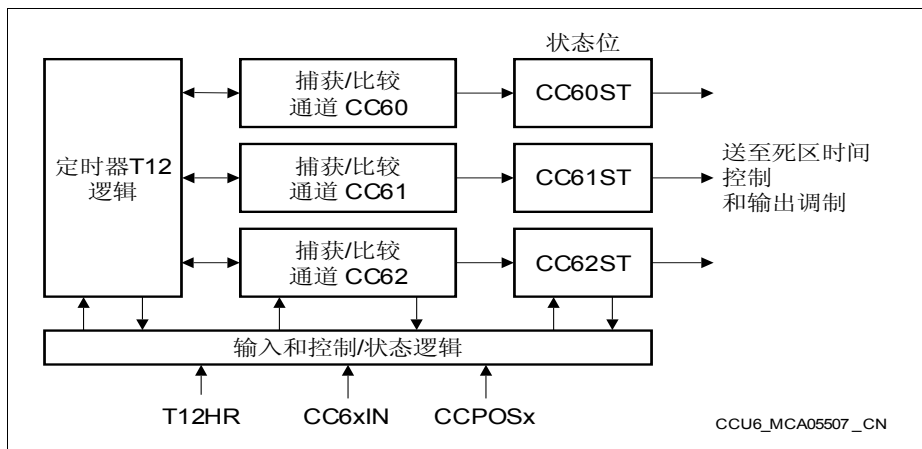 状态位
定时器T12
逻辑
捕获/比较
通道 CC60
CC60ST
捕获/比较
通道 CC61
CC61ST
送至死区时间
控制
和输出调制
捕获/比较
通道 CC62
CC62ST
输入和控制/状态逻辑
T12HR
CC6xIN
CCPOSx
CCU6_MCA05507_CN